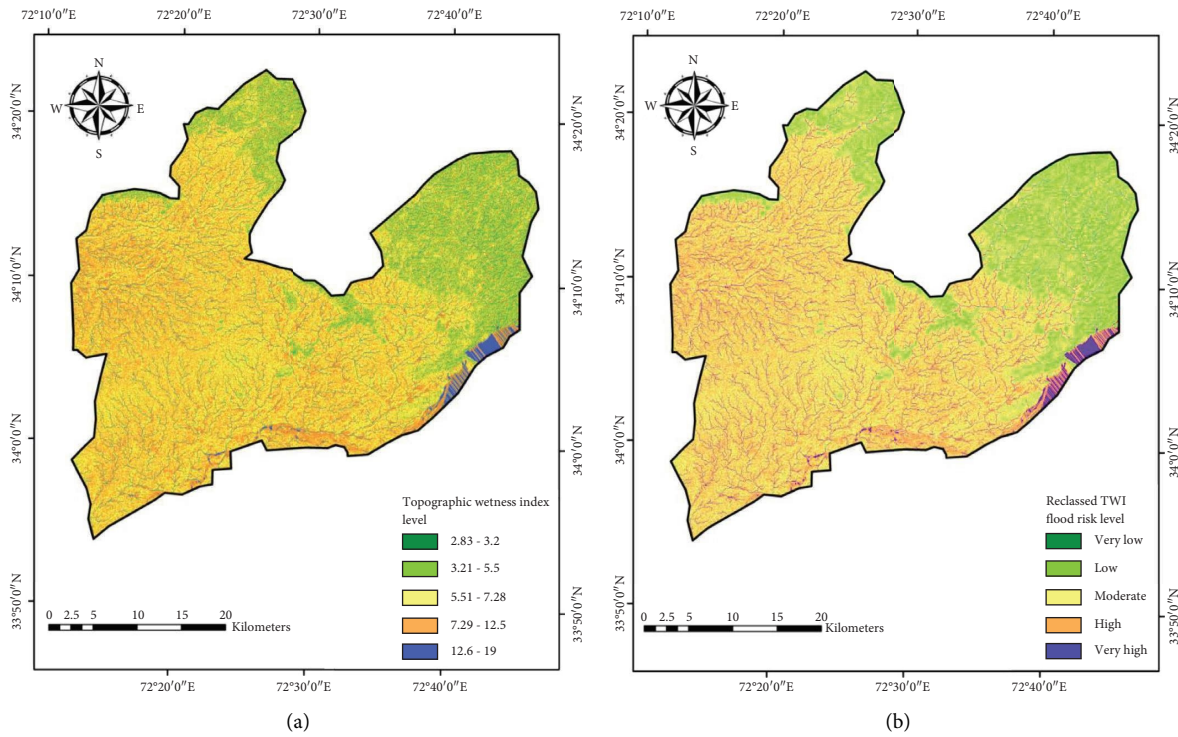 72°10′0″E 72°20′0″E 72°30′0″E 72°40′0″E
N
W E
S
34°20′0″N
34°10′0″N
34°0′0″N
33°50′0″N
34°20′0″N
34°10′0″N
34°0′0″N
33°50′0″N
Topographic wetness index
level
2.83 - 3.2
3.21 - 5.5
5.51 - 7.28
7.29 - 12.5
12.6 - 19
0 2.5 5 10 15 20
Kilometers
72°20′0″E 72°30′0″E 72°40′0″E
(a)
72°10′0″E 72°20′0″E 72°30′0″E 72°40′0″E
N
W E
S
34°20′0″N
34°10′0″N
34°0′0″N
33°50′0″N
34°20′0″N
34°10′0″N
34°0′0″N
33°50′0″N
Reclassed TWI
flood risk level
Very low
Low
Moderate
High
Very high
0 2.5 5 10 15 20
Kilometers
72°20′0″E 72°30′0″E 72°40′0″E
(b)